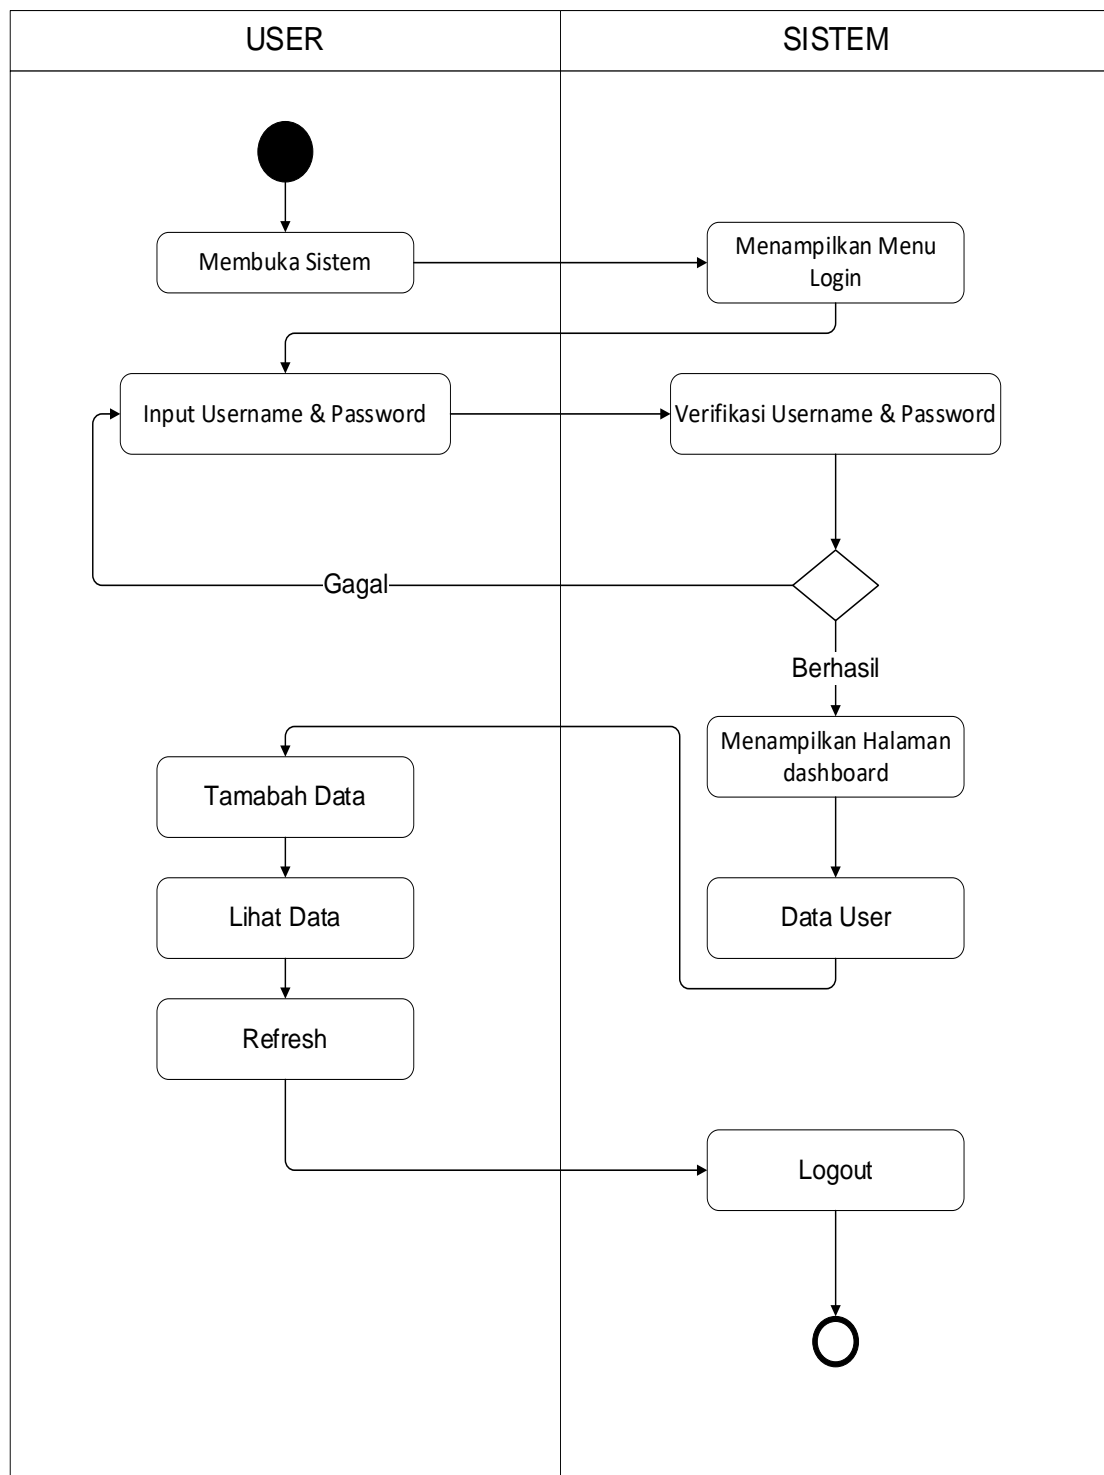 USER
SISTEM
Membuka Sistem
Menampilkan Menu
Login
Input Username & Password
Verifikasi Username & Password
Gagal
Berhasil
Menampilkan Halaman
dashboard
Tamabah Data
Lihat Data
Data User
Refresh
Logout